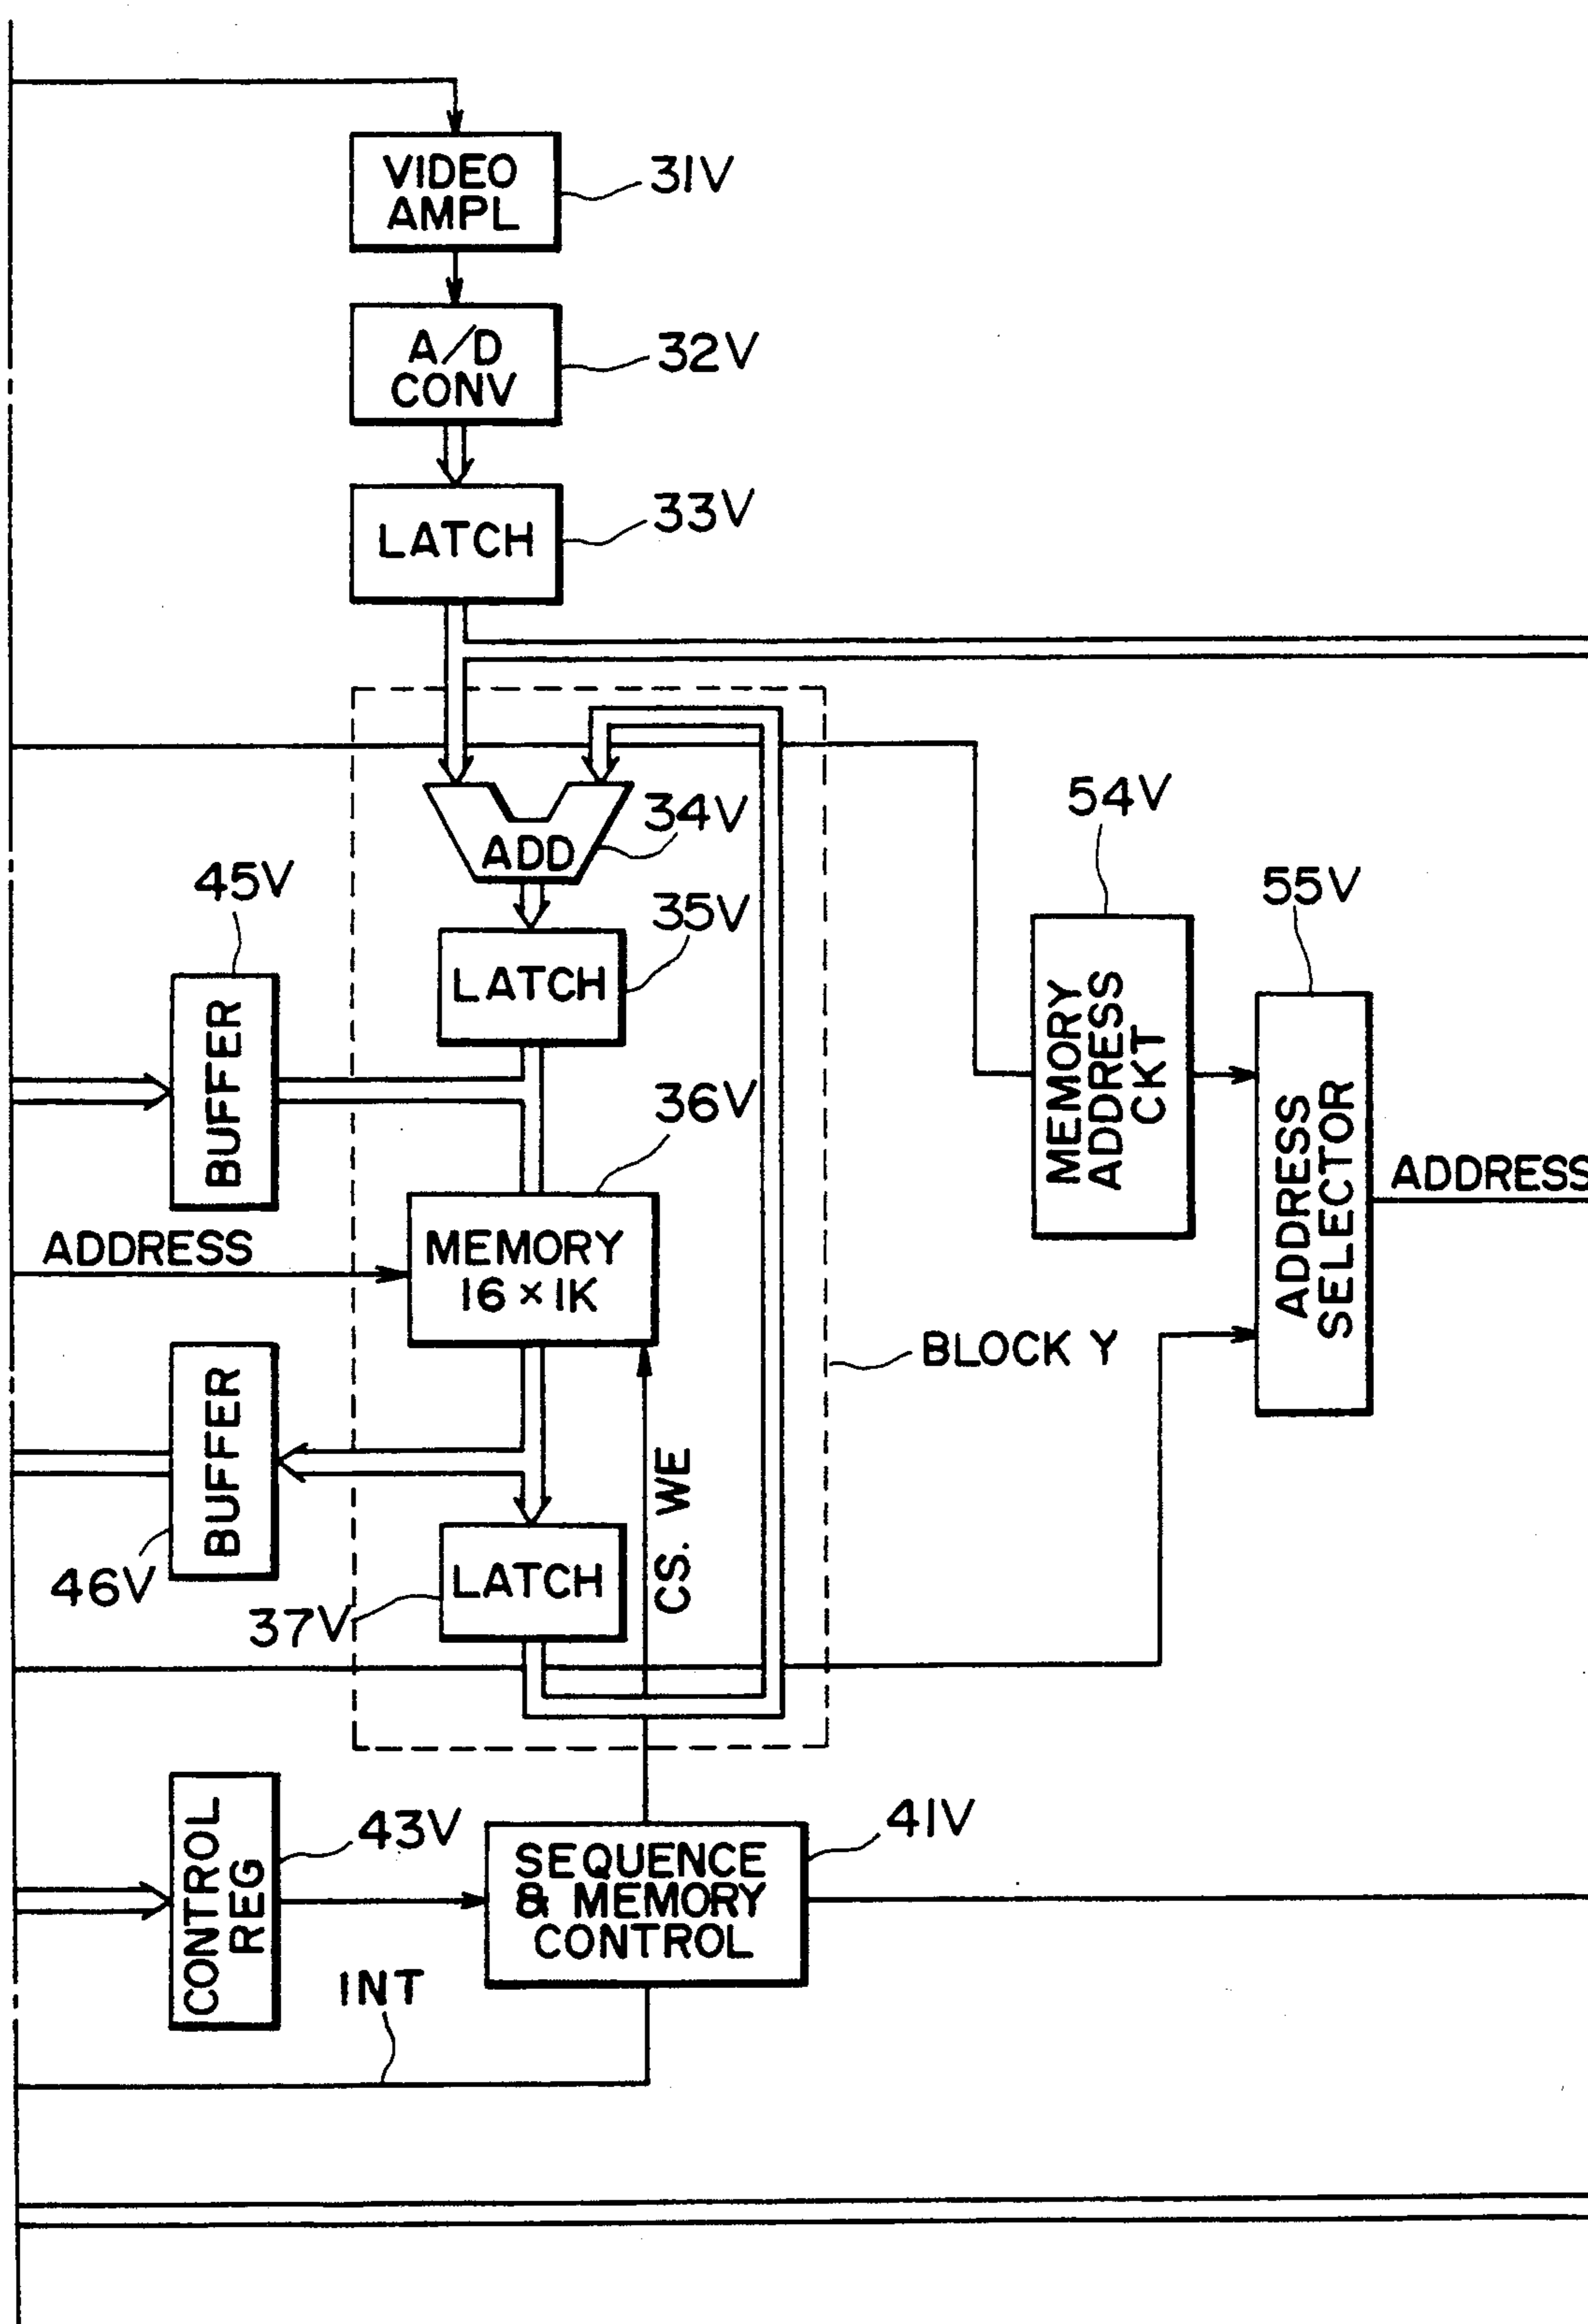 VIDEO
AMPL
31V
A/D
CONV
32V
LATCH
33V
ADD
34V
54V
45V
55V
LATCH
35V
BUFFER
MEMORY
ADDRESS
CKT
ADDRESS
SELECTOR
36V
ADDRESS
ADDRESS
MEMORY
16 × 1K
BLOCK Y
BUFFER
46V
CS. WE
LATCH
37V
CONTROL
REG
43V
SEQUENCE
& MEMORY
CONTROL
41V
INT